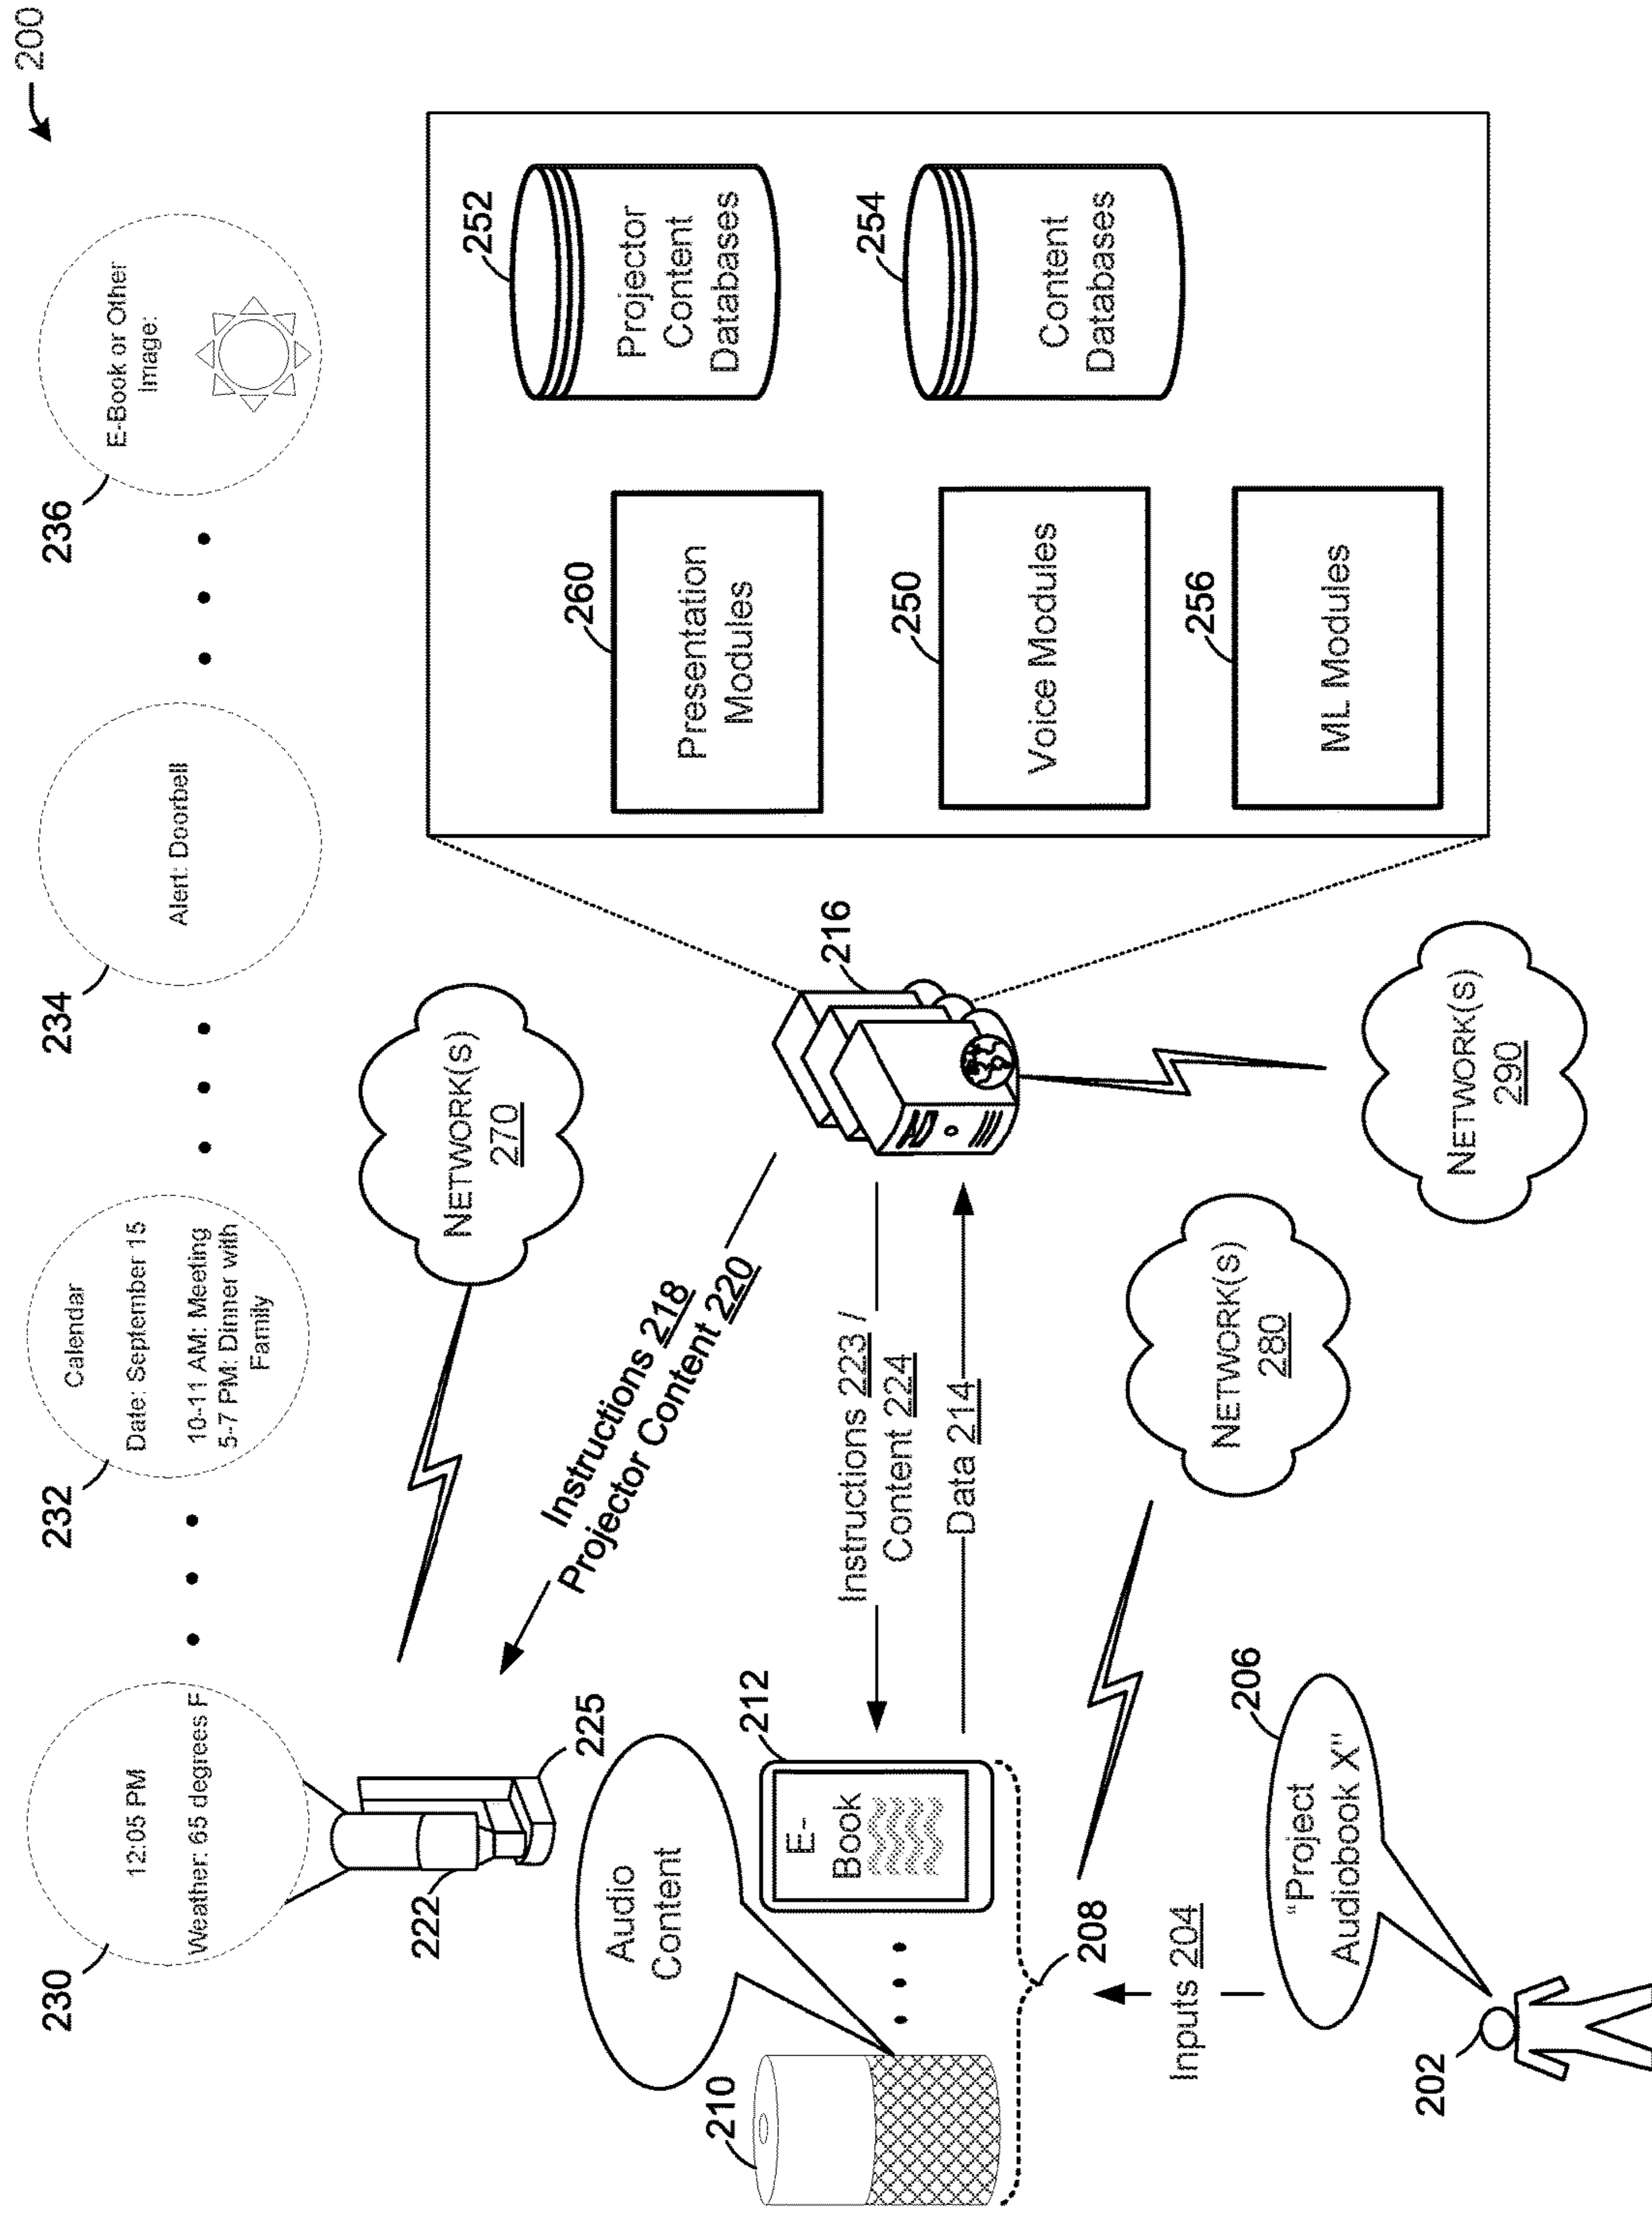 200
230
12:05 PM
Weather: 65 degrees F
232
Calendar
Date: September 15
10-11 AM: Meeting
5-7 PM: Dinner with
Family
234
Alert: Doorbell
236
E-Book or Other
Image:
222
225
NETWORK(S)
270
Instructions 218
Projector Content 220
Audio
Content
210
212
E-
Book
Instructions 223 /
Content 224
Data 214
216
208
Inputs 204
206
"Project
Audiobook X"
202
NETWORK(S)
280
NETWORK(S)
290
260
Presentation
Modules
252
Projector
Content
Databases
250
Voice Modules
254
Content
Databases
256
ML Modules